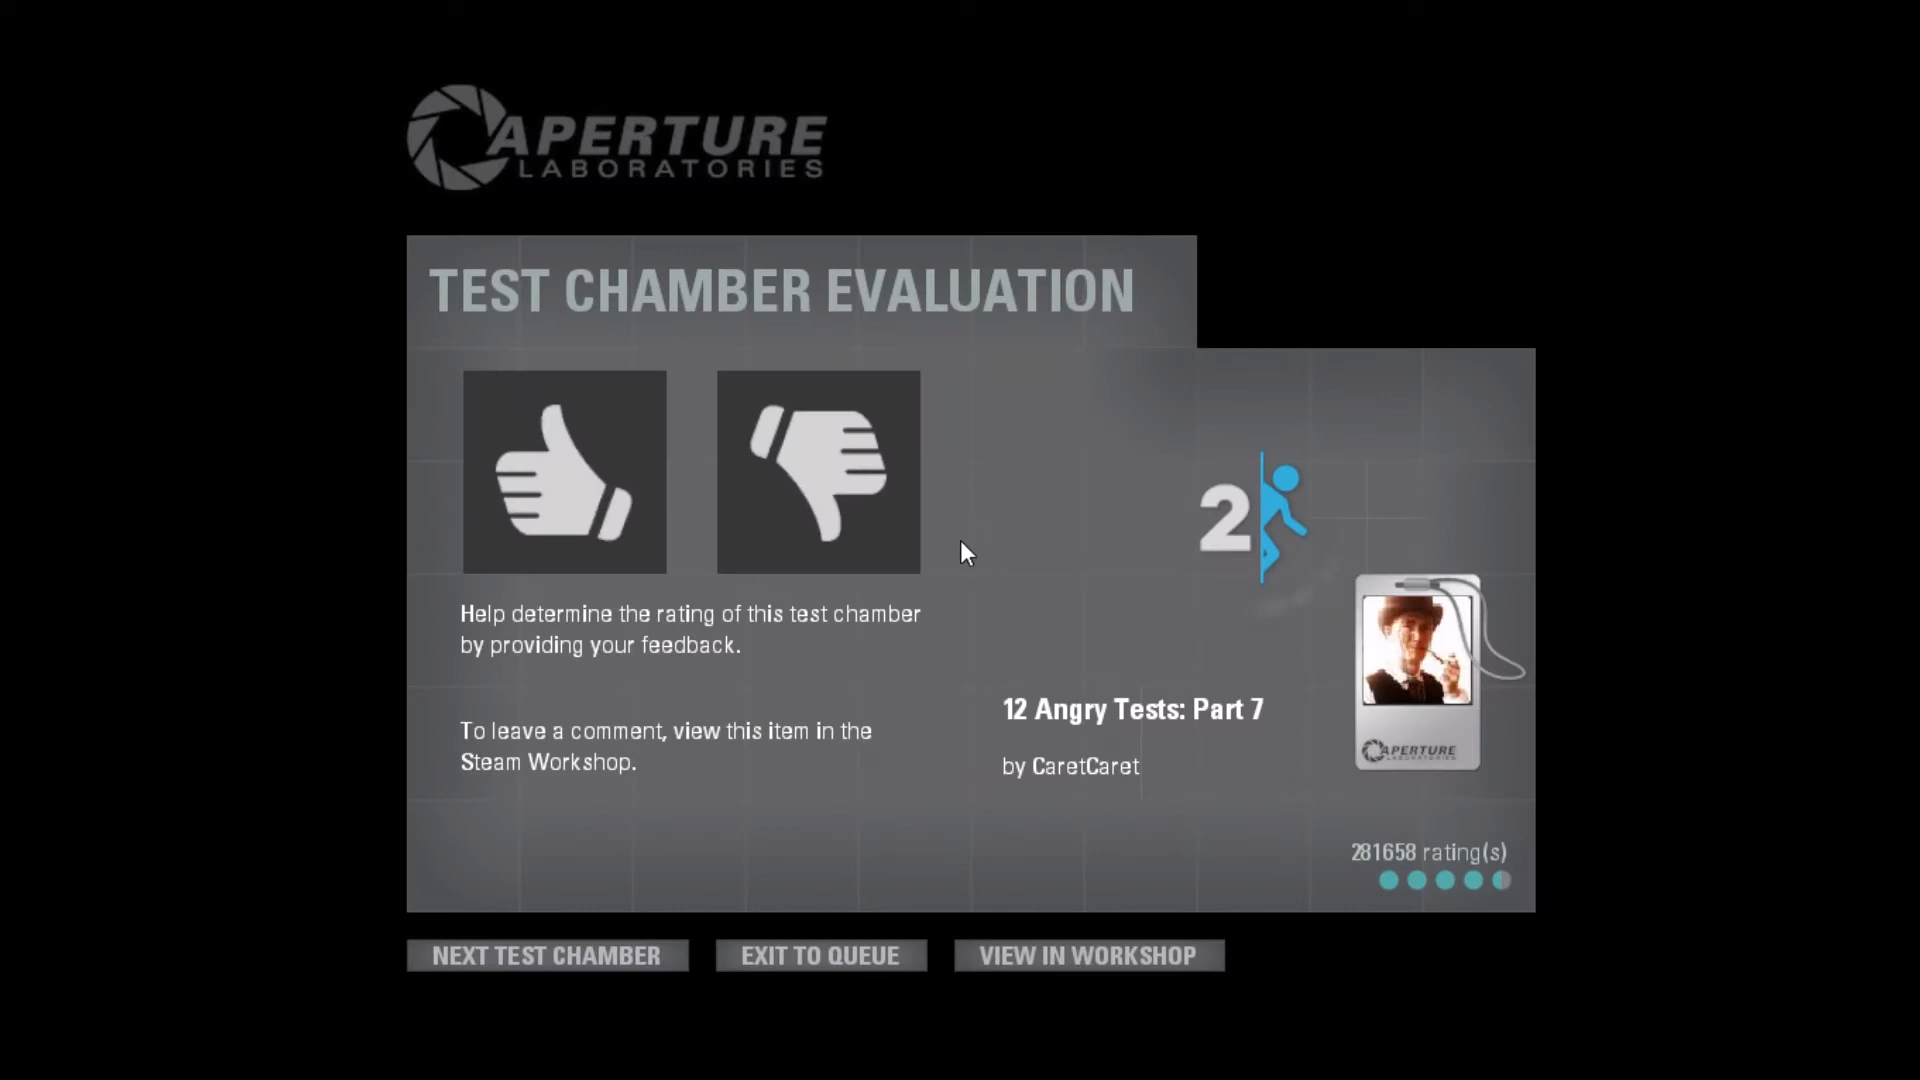 APERTURE
LABORATORIES
TEST CHAMBER EVALUATION
2
Help determine the rating of this test chamber
by providing your feedback.
To leave a comment, view this item in the
Steam Workshop.
12 Angry Tests: Part 7
by CaretCaret
APERTURE
LABORATORIES
281658 rating(s)
NEXT TEST CHAMBER
EXIT TO QUEUE
VIEW IN WORKSHOP